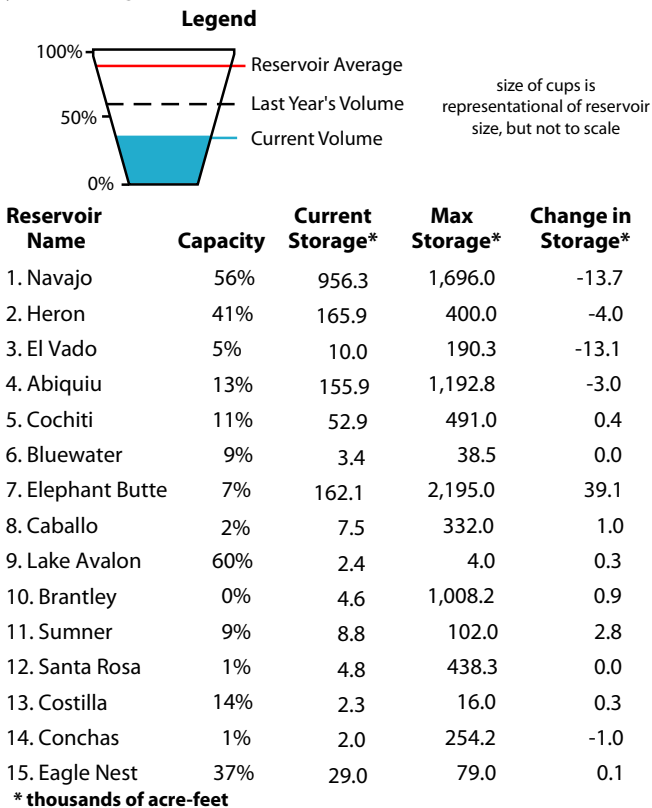 Legend
100%
50%
0%
Reservoir Average
Last Year's Volume
Current Volume
size of cups is
representational of reservoir
size, but not to scale
Reservoir Name Capacity Current Storage* Max Storage* Change in Storage*
1. Navajo 56% 956.3 1,696.0 -13.7
2. Heron 41% 165.9 400.0 -4.0
3. El Vado 5% 10.0 190.3 -13.1
4. Abiquiu 13% 155.9 1,192.8 -3.0
5. Cochiti 11% 52.9 491.0 0.4
6. Bluewater 9% 3.4 38.5 0.0
7. Elephant Butte 7% 162.1 2,195.0 39.1
8. Caballo 2% 7.5 332.0 1.0
9. Lake Avalon 60% 2.4 4.0 0.3
10. Brantley 0% 4.6 1,008.2 0.9
11. Sumner 9% 8.8 102.0 2.8
12. Santa Rosa 1% 4.8 438.3 0.0
13. Costilla 14% 2.3 16.0 0.3
14. Conchas 1% 2.0 254.2 -1.0
15. Eagle Nest 37% 29.0 79.0 0.1
* thousands of acre-feet